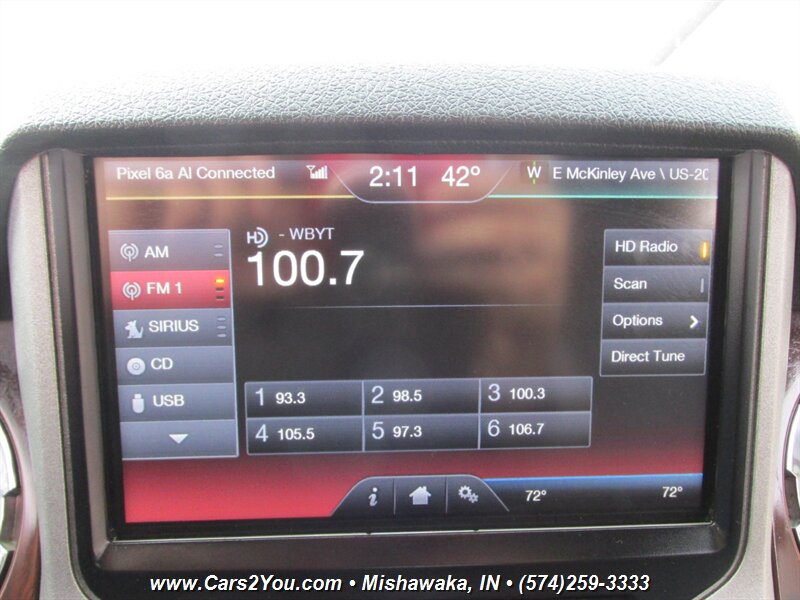 Pixel 6a Al Connected 2:11 42° W E McKinley Ave \ US-20
AM
FM 1
SIRIUS
CD
USB
HD - WBYT
100.7
1 93.3 2 98.5 3 100.3
4 105.5 5 97.3 6 106.7
HD Radio
Scan
Options
Direct Tune
i 72° 72°
www.Cars2You.com • Mishawaka, IN • (574)259-3333